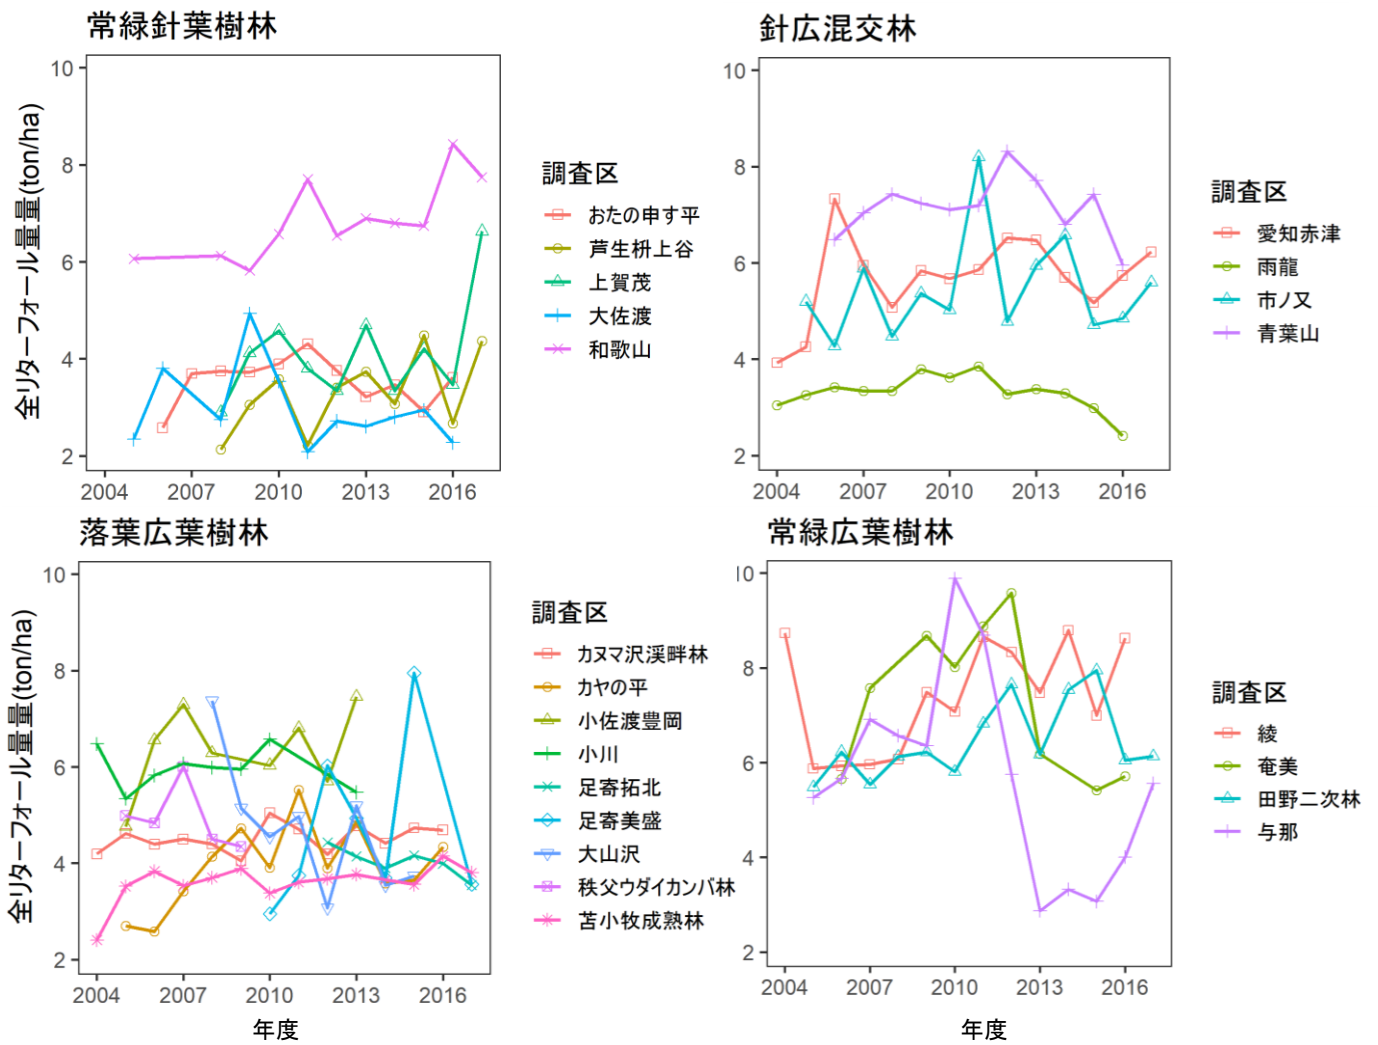 常緑針葉樹林
全リターフォール量量(ton/ha)
10
8
6
4
2
2004 2007 2010 2013 2016
調査区
おたの申す平
芦生枡上谷
上賀茂
大佐渡
和歌山
針広混交林
10
8
6
4
2
2004 2007 2010 2013 2016
調査区
愛知赤津
雨龍
市ノ又
青葉山
落葉広葉樹林
全リターフォール量量(ton/ha)
10
8
6
4
2
2004 2007 2010 2013 2016
年度
調査区
カヌマ沢渓畔林
カヤの平
小佐渡豊岡
小川
足寄拓北
足寄美盛
大山沢
秩父ウダイカンバ林
苫小牧成熟林
常緑広葉樹林
10
8
6
4
2
2004 2007 2010 2013 2016
年度
調査区
綾
奄美
田野二次林
与那